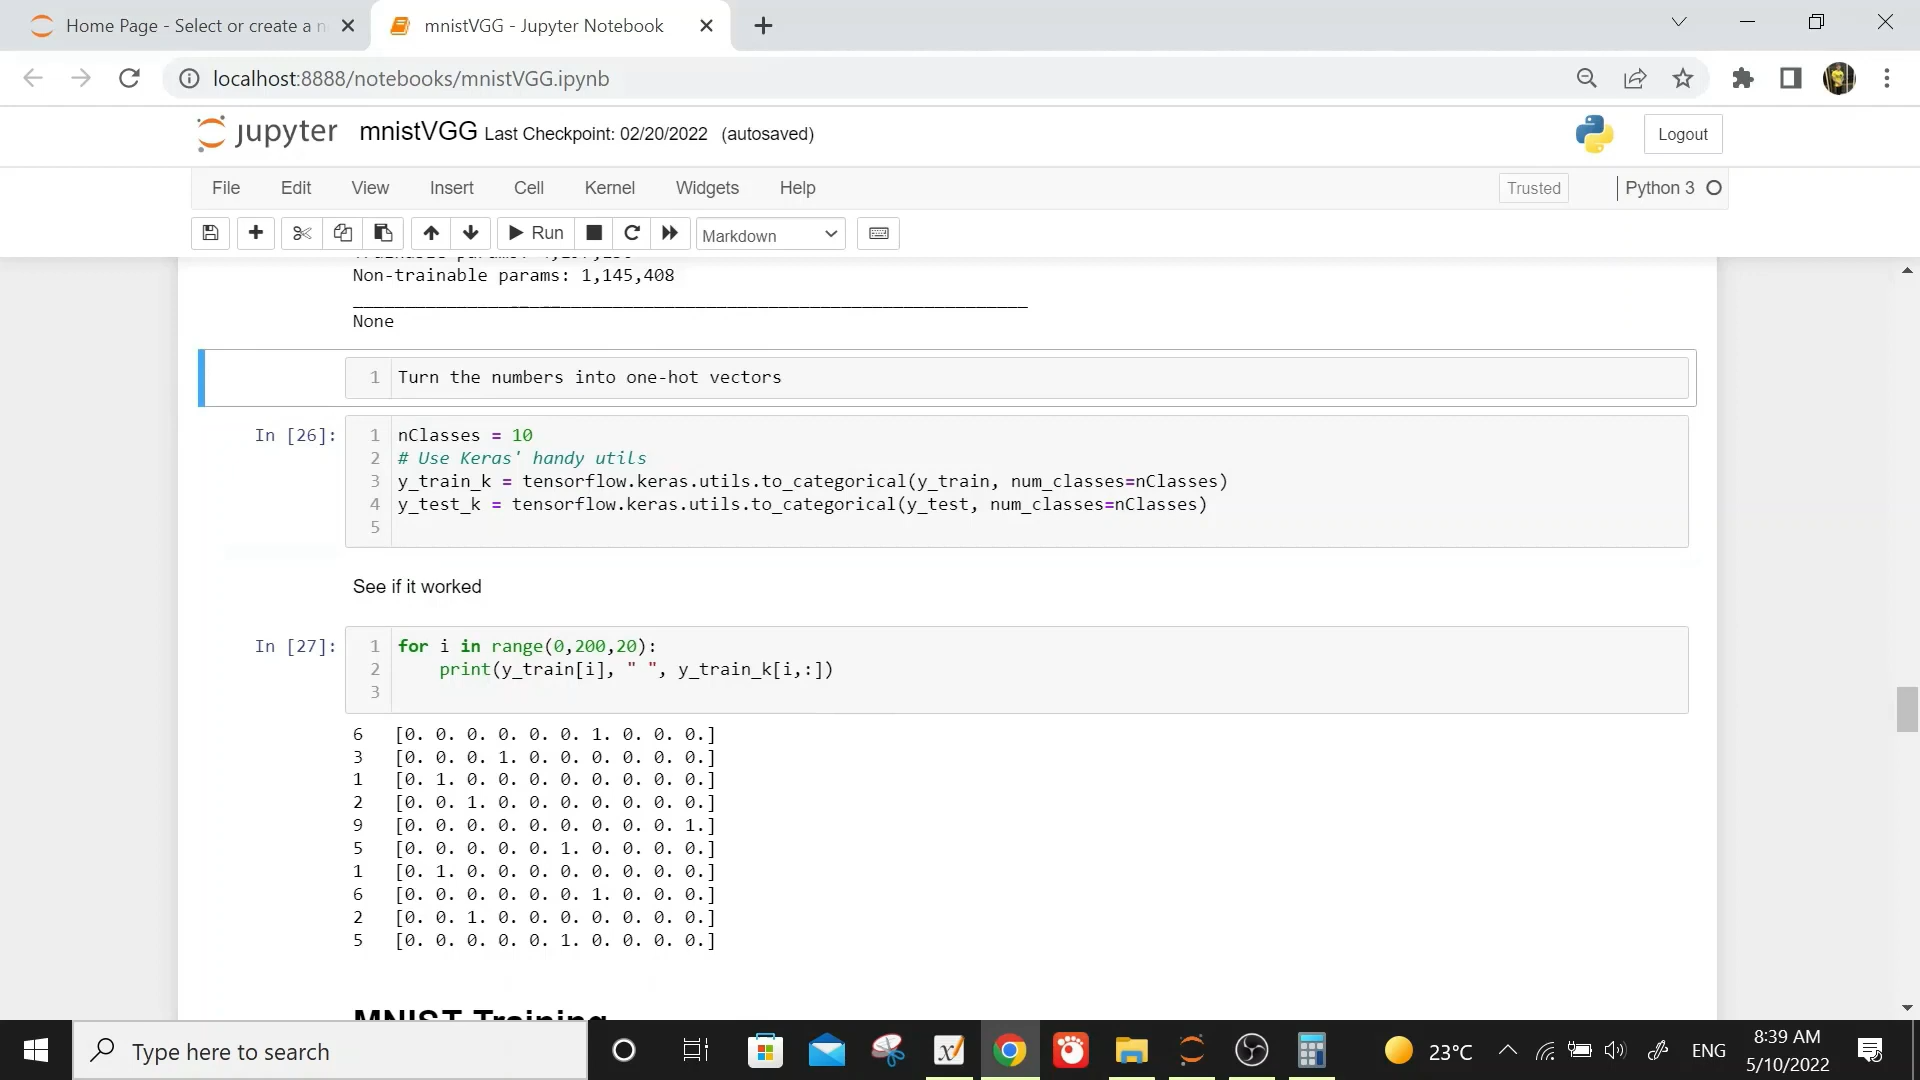 Home Page - Select or create a n
mnistVGG - Jupyter Notebook
localhost:8888/notebooks/mnistVGG.ipynb
jupyter mnistVGG Last Checkpoint: 02/20/2022 (autosaved)
Logout
File Edit View Insert Cell Kernel Widgets Help
Trusted
Python 3
Run
Markdown
Non-trainable params: 1,145,408
None
1 Turn the numbers into one-hot vectors
In [26]:
1 nClasses = 10
2 # Use Keras' handy utils
3 y_train_k = tensorflow.keras.utils.to_categorical(y_train, num_classes=nClasses)
4 y_test_k = tensorflow.keras.utils.to_categorical(y_test, num_classes=nClasses)
5
See if it worked
In [27]:
1 for i in range(0,200,20):
2     print(y_train[i], " ", y_train_k[i,:])
3
6   [0. 0. 0. 0. 0. 0. 1. 0. 0. 0.]
3   [0. 0. 0. 1. 0. 0. 0. 0. 0. 0.]
1   [0. 1. 0. 0. 0. 0. 0. 0. 0. 0.]
2   [0. 0. 1. 0. 0. 0. 0. 0. 0. 0.]
9   [0. 0. 0. 0. 0. 0. 0. 0. 0. 1.]
5   [0. 0. 0. 0. 0. 1. 0. 0. 0. 0.]
1   [0. 1. 0. 0. 0. 0. 0. 0. 0. 0.]
6   [0. 0. 0. 0. 0. 0. 1. 0. 0. 0.]
2   [0. 0. 1. 0. 0. 0. 0. 0. 0. 0.]
5   [0. 0. 0. 0. 0. 1. 0. 0. 0. 0.]
MNIST Training
Type here to search
23°C
ENG
8:39 AM
5/10/2022